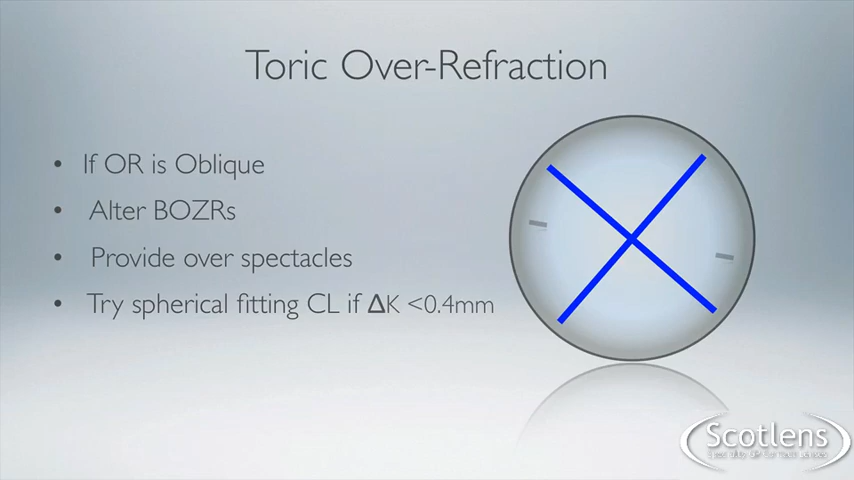 Toric Over-Refraction
• If OR is Oblique
• Alter BOZRs
• Provide over spectacles
• Try spherical fitting CL if ΔK <0.4mm
Scotlens